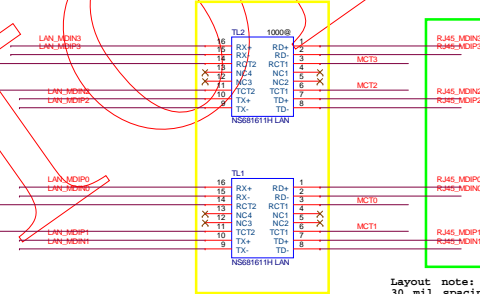 TL2 1000@
LAN_MDIN3 16 RX+ RD+ 1 RJ45_MDIN3
LAN_MDIP3 15 RX- RD- 2 RJ45_MDIP3
14 RCT2 RCT1 3 MCT3
13 NC4 NC1 4
12 NC3 NC2 5
11 TCT2 TCT1 6 MCT2
LAN_MDIN2 10 TX+ TD+ 7 RJ45_MDIN2
LAN_MDIP2 9 TX- TD- 8 RJ45_MDIP2
NS681611H LAN
TL1
LAN_MDIP0 16 RX+ RD+ 1 RJ45_MDIP0
LAN_MDIN0 15 RX- RD- 2 RJ45_MDIN0
14 RCT2 RCT1 3 MCT0
13 NC4 NC1 4
12 NC3 NC2 5
11 TCT2 TCT1 6 MCT1
LAN_MDIP1 10 TX+ TD+ 7 RJ45_MDIP1
LAN_MDIN1 9 TX- TD- 8 RJ45_MDIN1
NS681611H LAN
Layout note:
30 mil spacin